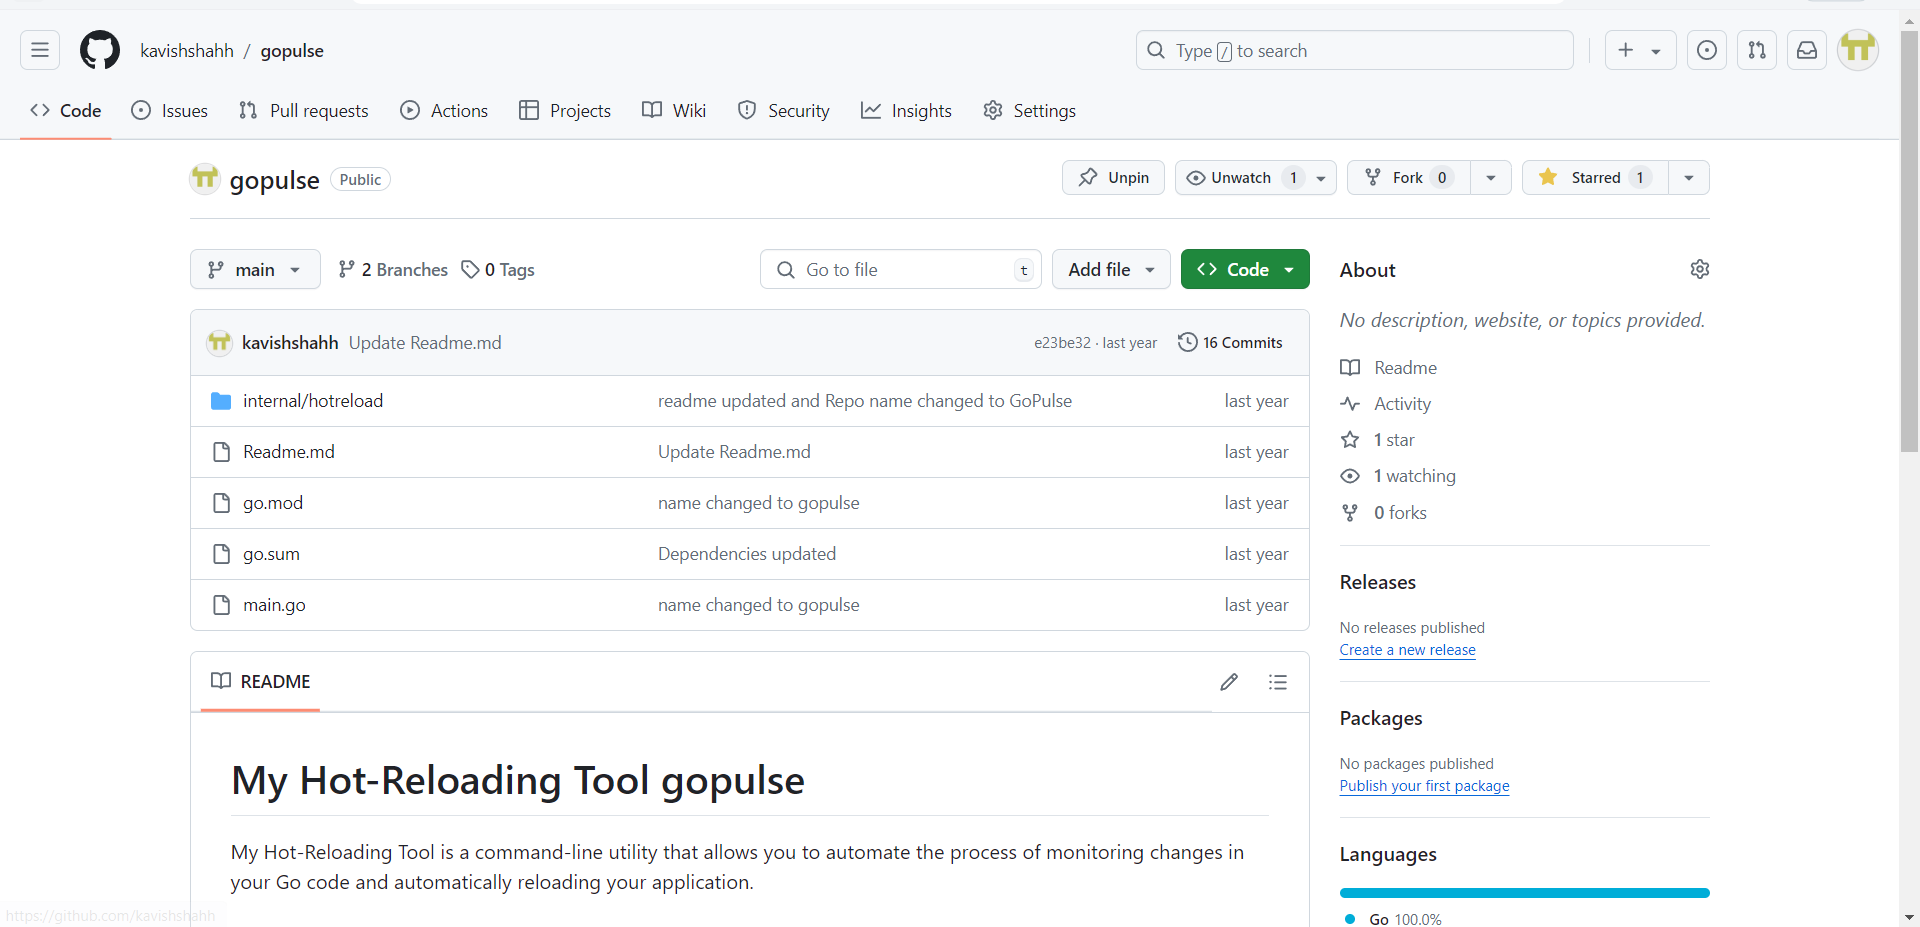 kavishshahh / gopulse
Type / to search
Code Issues Pull requests Actions Projects Wiki Security Insights Settings
gopulse Public
Unpin Unwatch 1 Fork 0 Starred 1
main 2 Branches 0 Tags
Go to file t Add file Code
kavishshahh Update Readme.md e23be32 · last year 16 Commits
internal/hotreload readme updated and Repo name changed to GoPulse last year
Readme.md Update Readme.md last year
go.mod name changed to gopulse last year
go.sum Dependencies updated last year
main.go name changed to gopulse last year
README
My Hot-Reloading Tool gopulse
My Hot-Reloading Tool is a command-line utility that allows you to automate the process of monitoring changes in
your Go code and automatically reloading your application.
About
No description, website, or topics provided.
Readme
Activity
1 star
1 watching
0 forks
Releases
No releases published
Create a new release
Packages
No packages published
Publish your first package
Languages
Go 100.0%
https://github.com/kavishshahh